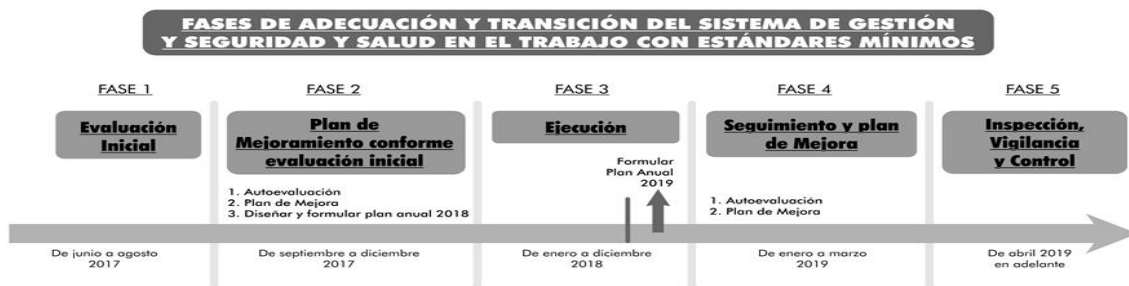 FASES DE ADECUACIÓN Y TRANSICIÓN DEL SISTEMA DE GESTIÓN
Y SEGURIDAD Y SALUD EN EL TRABAJO CON ESTÁNDARES MÍNIMOS
FASE 1
Evaluación
Inicial
De junio a agosto
2017
FASE 2
Plan de
Mejoramiento conforme
evaluación inicial
1. Autoevaluación
2. Plan de Mejora
3. Diseñar y formular plan anual 2018
De septiembre a diciembre
2017
FASE 3
Ejecución
Formular
Plan Anual
2019
De enero a diciembre
2018
FASE 4
Seguimiento y plan
de Mejora
1. Autoevaluación
2. Plan de Mejora
De enero a marzo
2019
FASE 5
Inspección,
Vigilancia
y Control
De abril 2019
en adelante